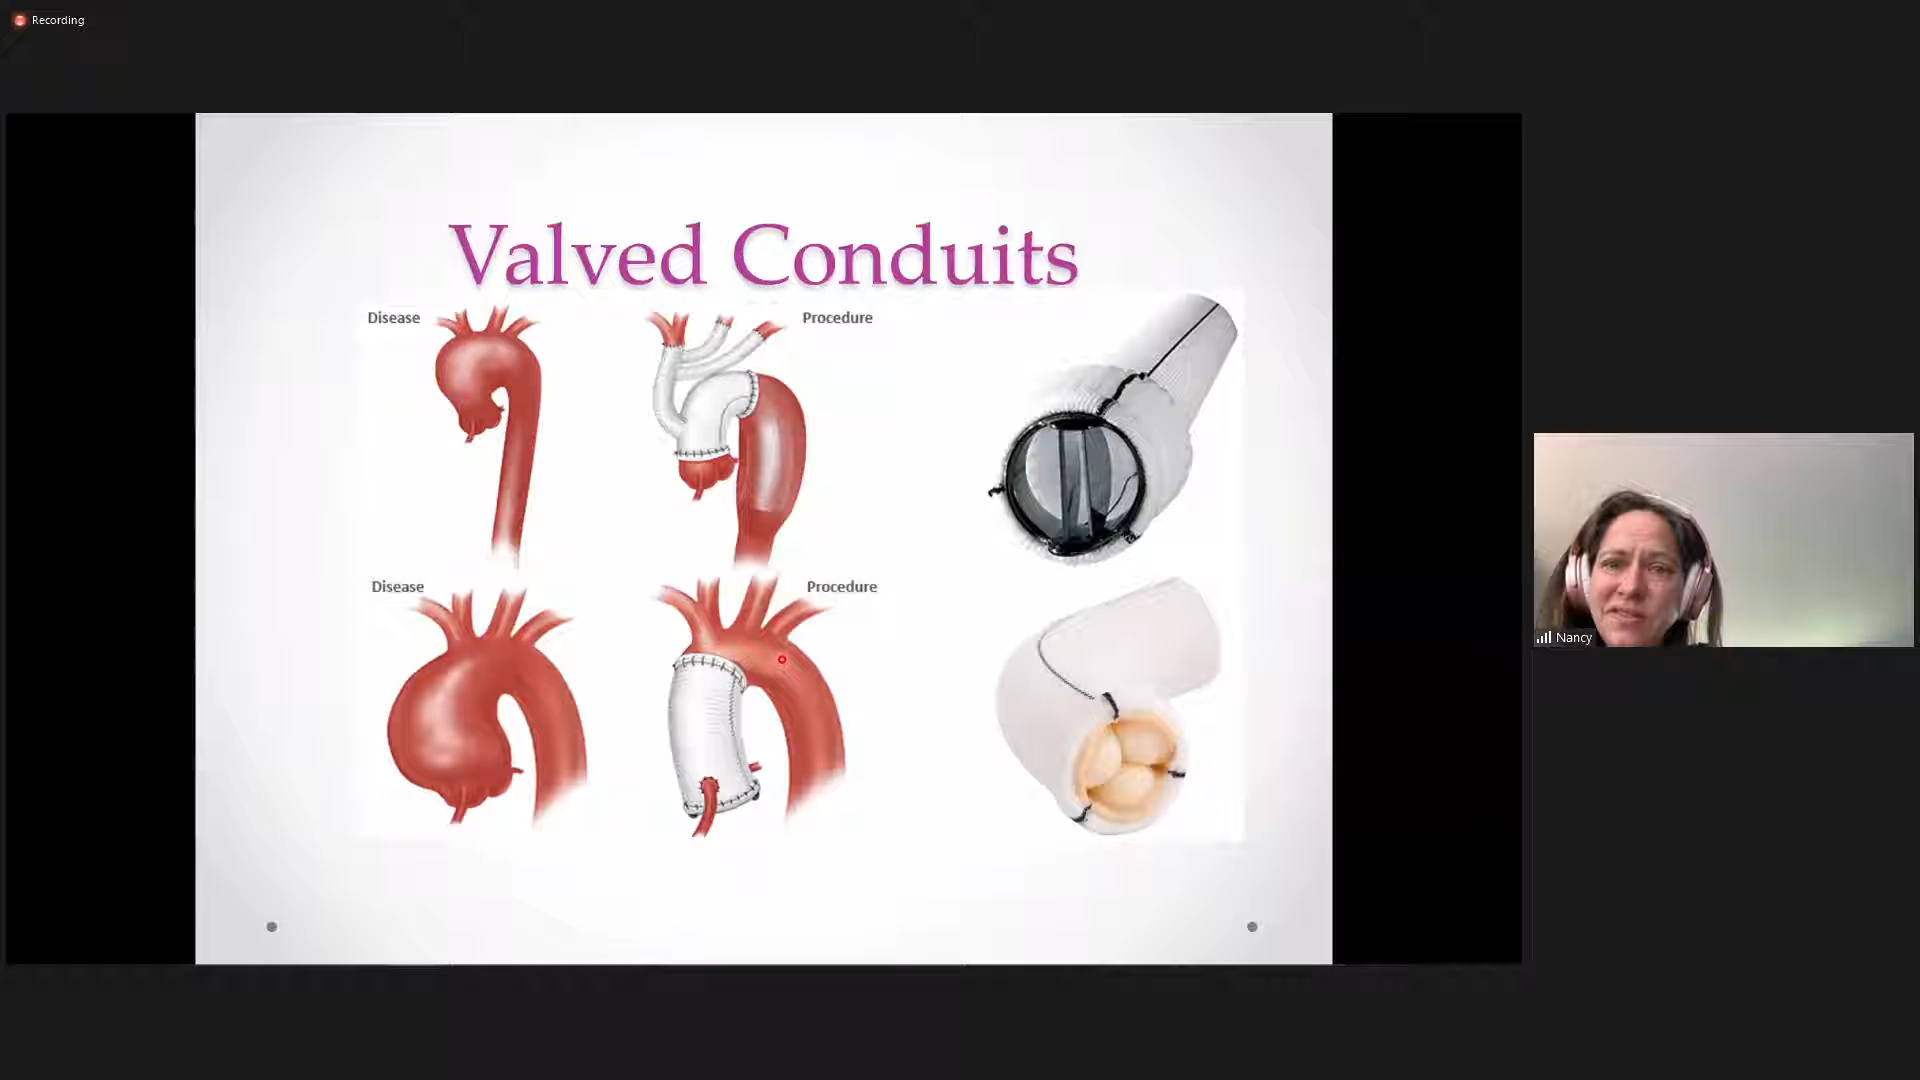 Recording
Valved Conduits
Disease
Procedure
Disease
Procedure
Nancy